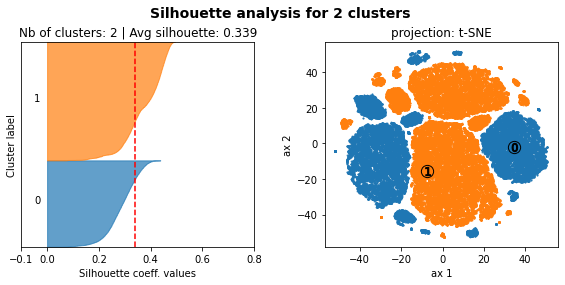 Silhouette analysis for 2 clusters
Nb of clusters: 2 | Avg silhouette: 0.339
Cluster label
1
0
−0.1 0.0 0.2 0.4 0.6 0.8
Silhouette coeff. values
projection: t-SNE
ax 2
40
20
0
−20
−40
0
1
−40 −20 0 20 40
ax 1